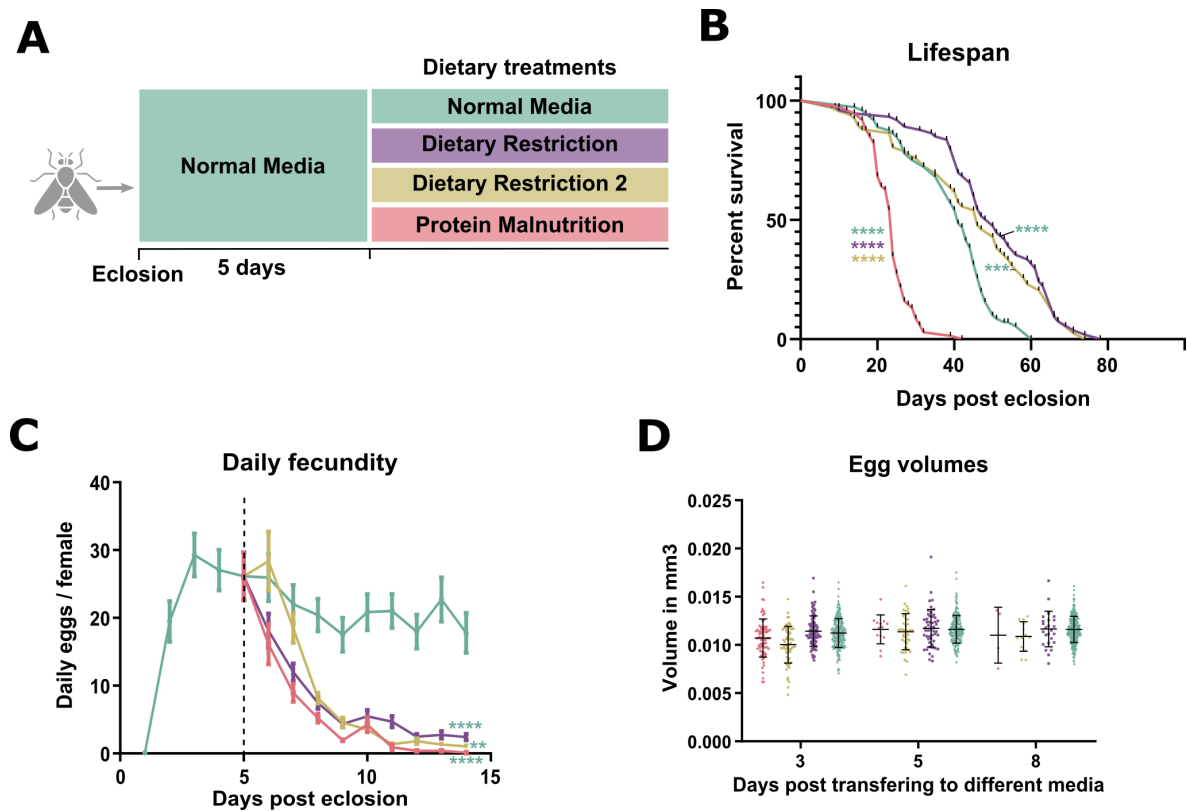 A
Dietary treatments
Normal Media
Normal Media
Dietary Restriction
Dietary Restriction 2
Protein Malnutrition
Eclosion
5 days
B
Lifespan
Percent survival
100
50
0
****
****
****
****
***
0 20 40 60 80
Days post eclosion
C
Daily fecundity
Daily eggs / female
40
30
20
10
0
****
**
****
0 5 10 15
Days post eclosion
D
Egg volumes
Volume in mm3
0.025
0.020
0.015
0.010
0.005
0.000
3 5 8
Days post transfering to different media